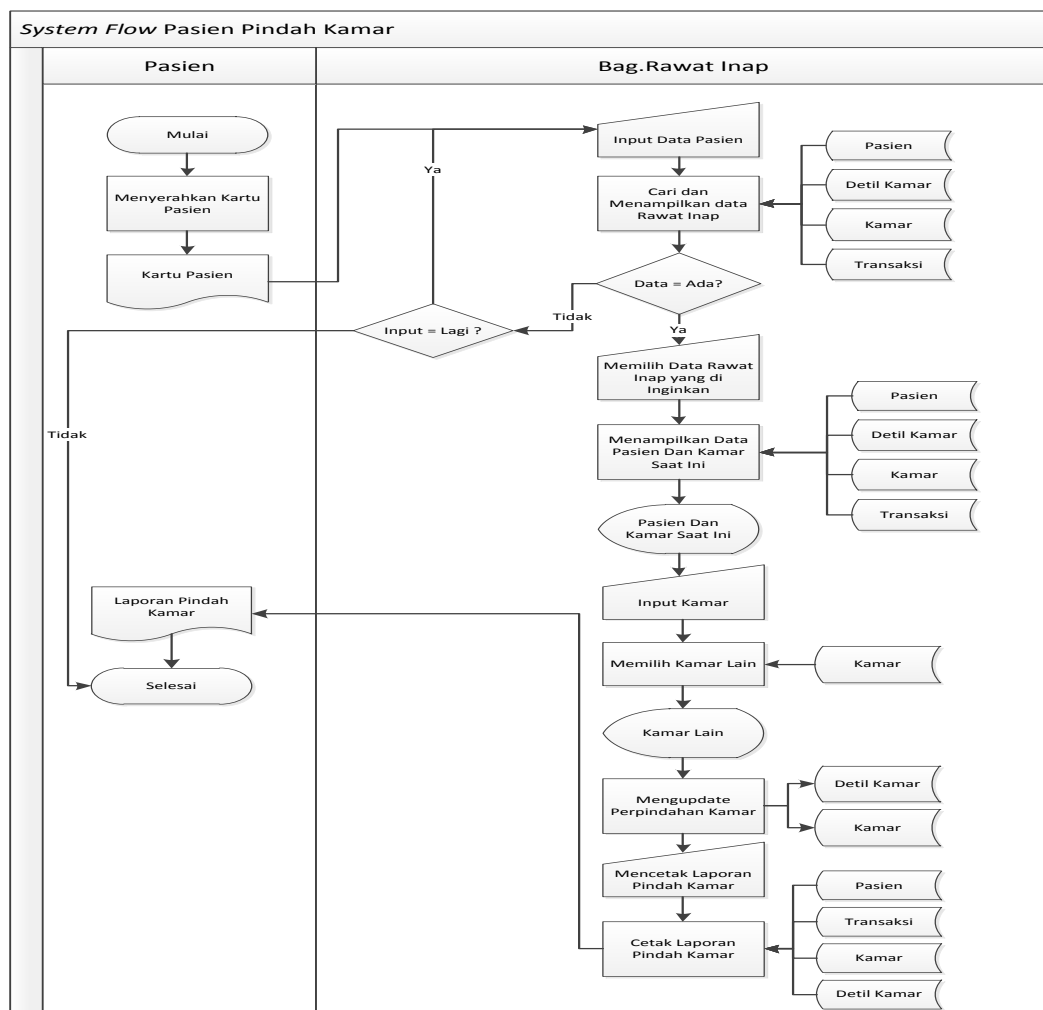 System Flow Pasien Pindah Kamar
Pasien
Bag.Rawat Inap
Mulai
Menyerahkan Kartu
Pasien
Kartu Pasien
Ya
Input Data Pasien
Cari dan
Menampilkan data
Rawat Inap
Pasien
Detil Kamar
Kamar
Transaksi
Data = Ada?
Tidak
Input = Lagi ?
Ya
Tidak
Memilih Data Rawat
Inap yang di
Inginkan
Menampilkan Data
Pasien Dan Kamar
Saat Ini
Pasien
Detil Kamar
Kamar
Transaksi
Pasien Dan
Kamar Saat Ini
Input Kamar
Laporan Pindah
Kamar
Selesai
Memilih Kamar Lain
Kamar
Kamar Lain
Mengupdate
Perpindahan Kamar
Detil Kamar
Kamar
Mencetak Laporan
Pindah Kamar
Cetak Laporan
Pindah Kamar
Pasien
Transaksi
Kamar
Detil Kamar